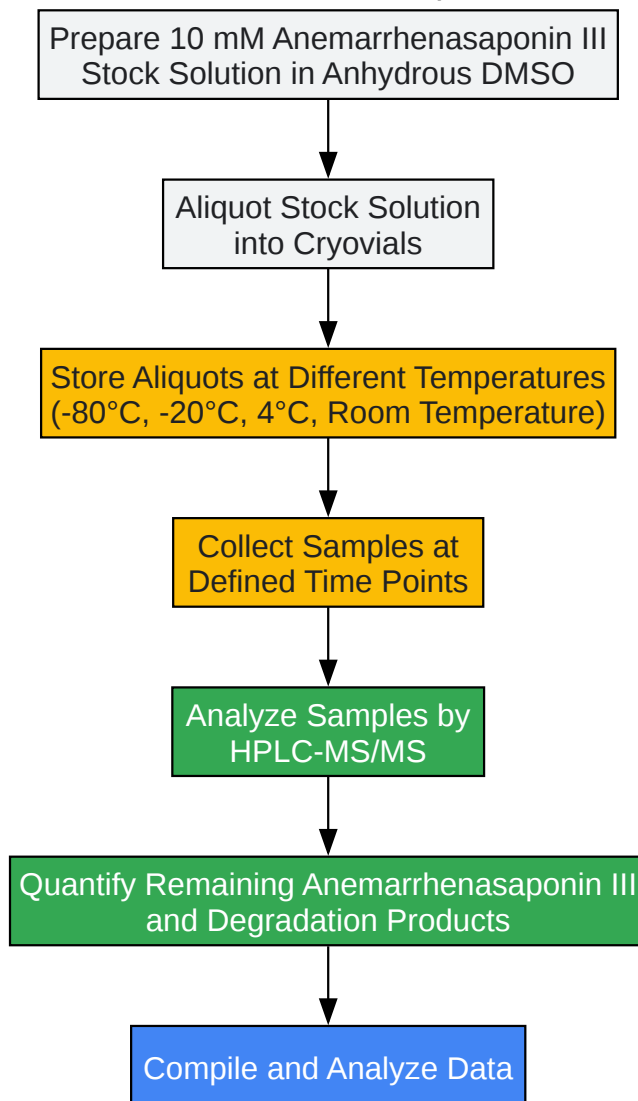 Prepare 10 mM Anemarrhenasaponin III
Stock Solution in Anhydrous DMSO
Aliquot Stock Solution
into Cryovials
Store Aliquots at Different Temperatures
(-80°C, -20°C, 4°C, Room Temperature)
Collect Samples at
Defined Time Points
Analyze Samples by
HPLC-MS/MS
Quantify Remaining Anemarrhenasaponin III
and Degradation Products
Compile and Analyze Data